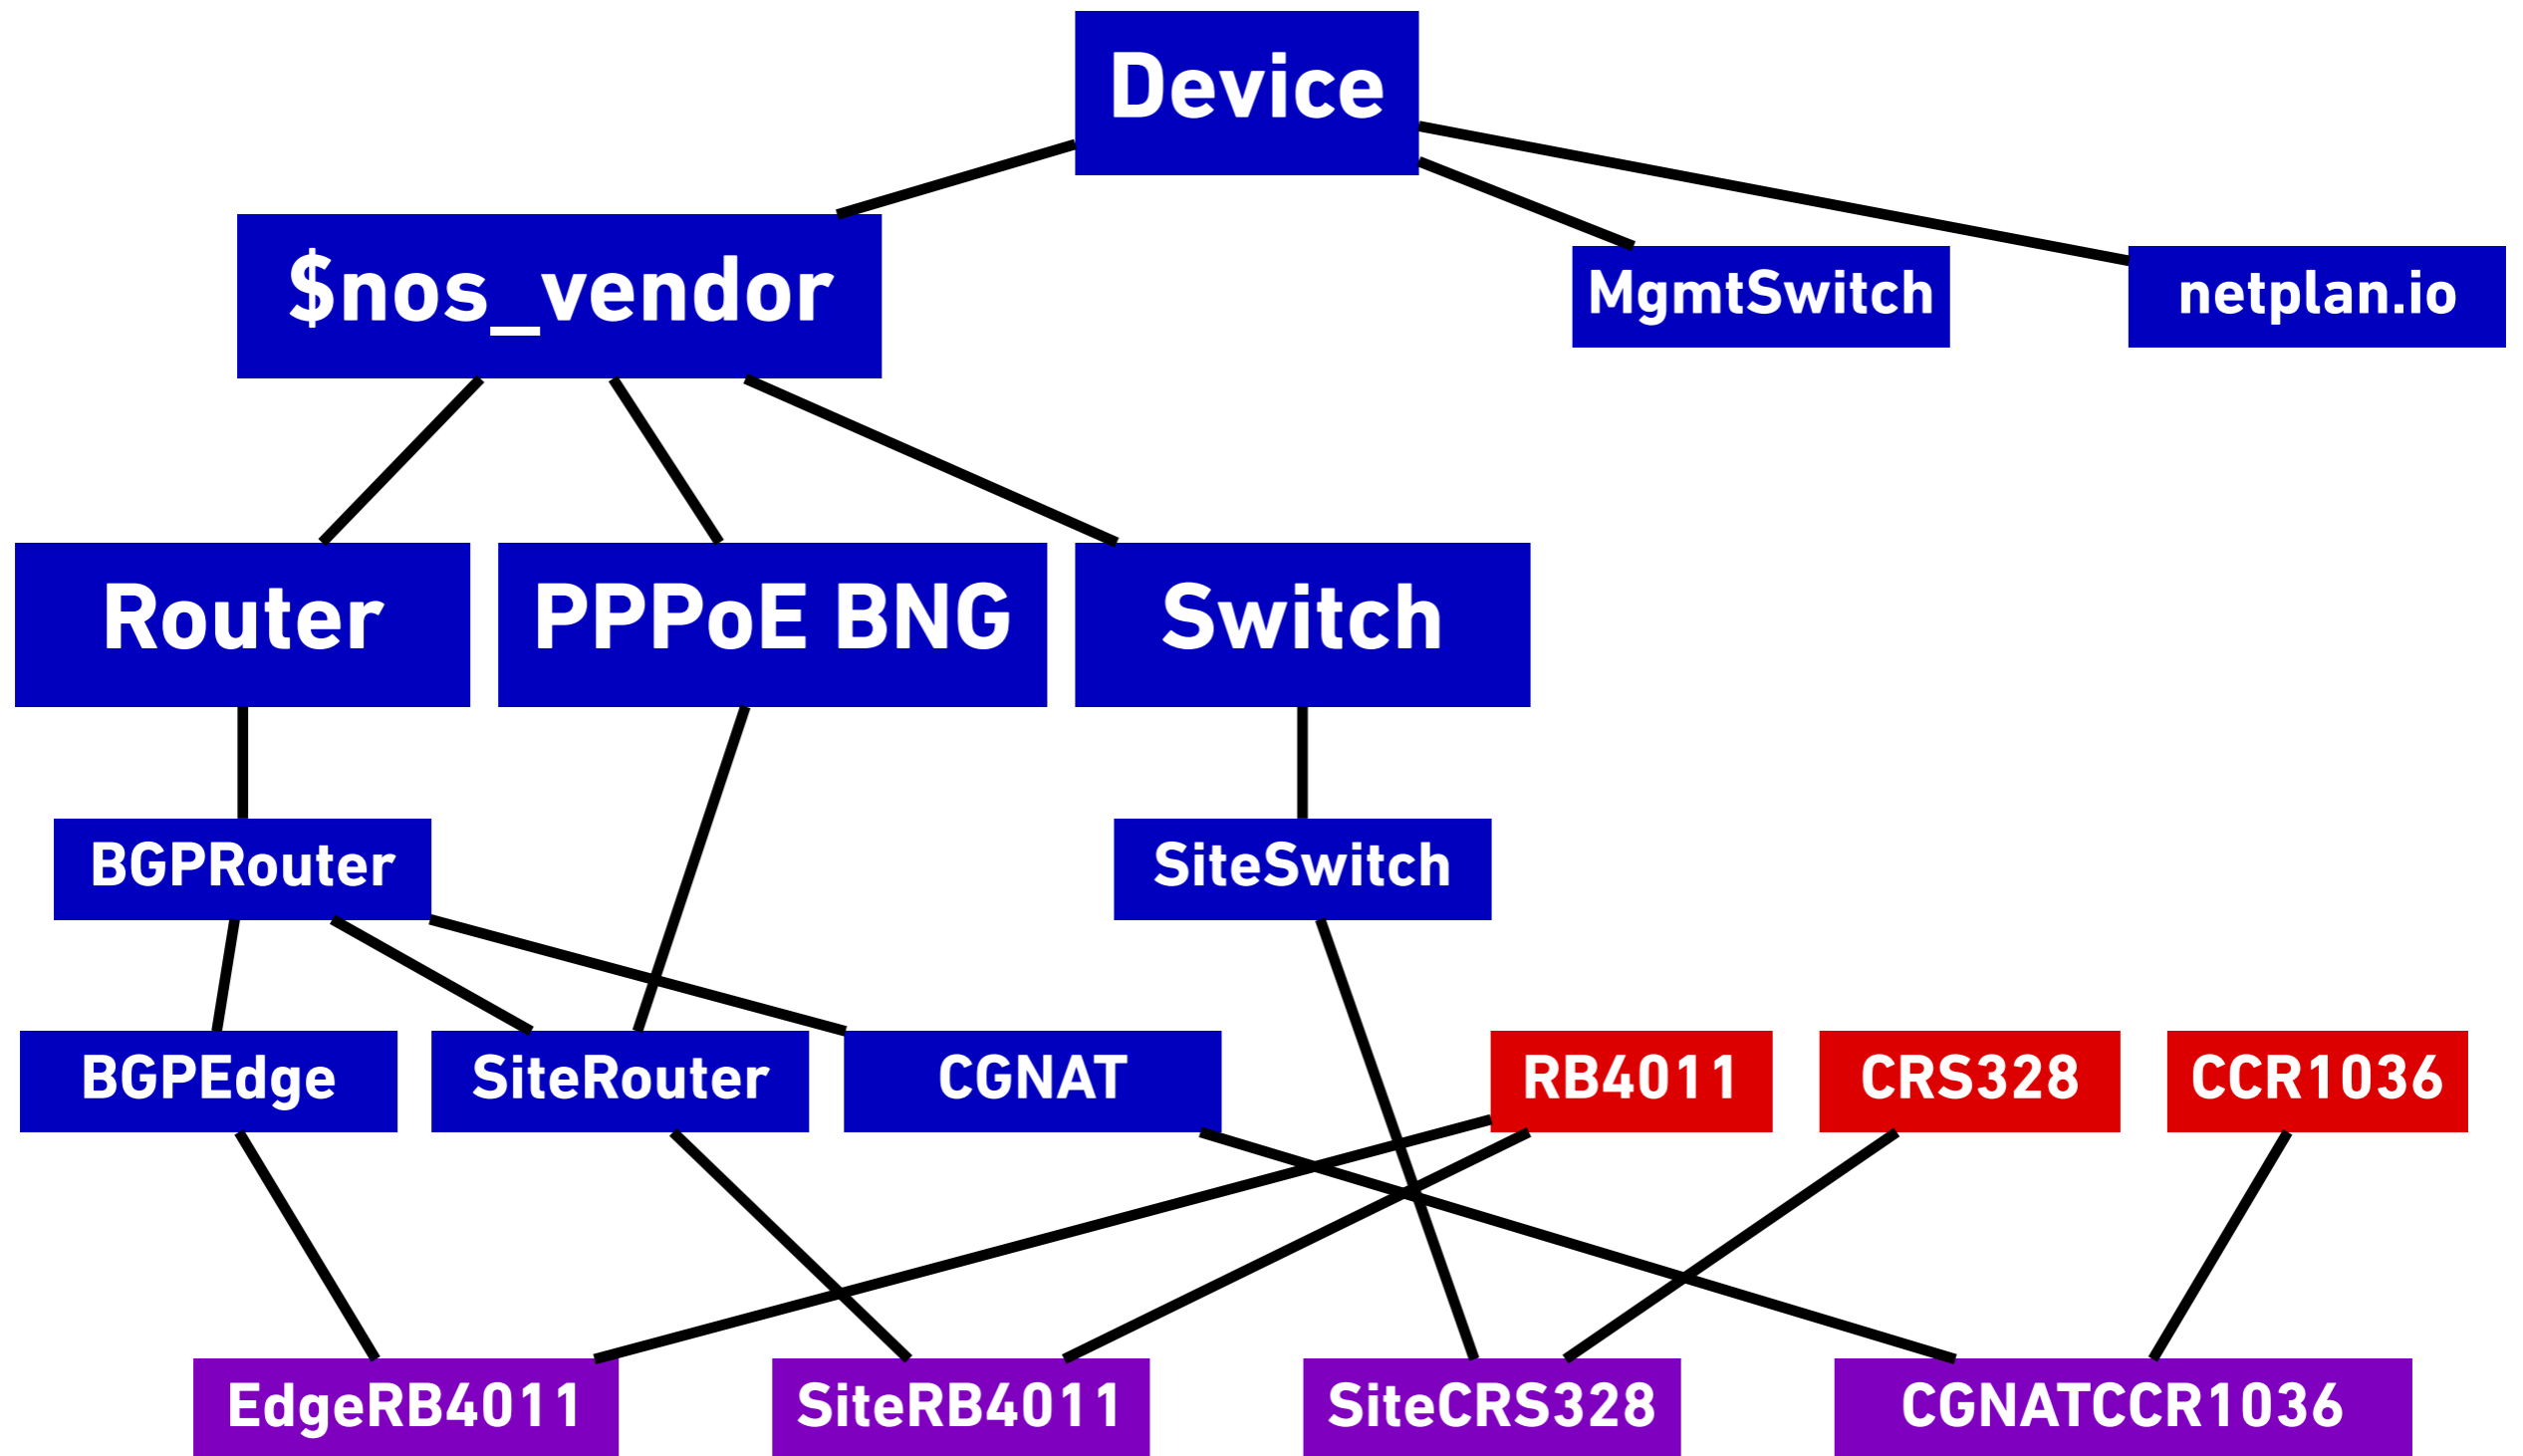 Device
$nos_vendor
MgmtSwitch
netplan.io
Router
PPPoE BNG
Switch
BGPRouter
SiteSwitch
BGPEdge
SiteRouter
CGNAT
RB4011
CRS328
CCR1036
EdgeRB4011
SiteRB4011
SiteCRS328
CGNATCCR1036